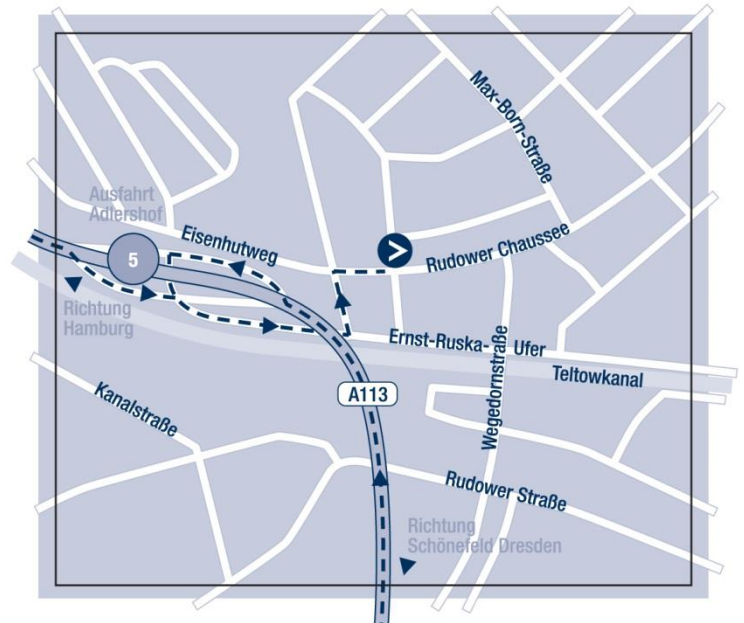 Max-Born-Straße
Ausfahrt
Adlershof
Eisenhutweg
5
Rudower Chaussee
Richtung
Hamburg
Ernst-Ruska- Ufer
Wegedornstraße
Teltowkanal
A113
Kanalstraße
Rudower Straße
Richtung
Schönefeld Dresden